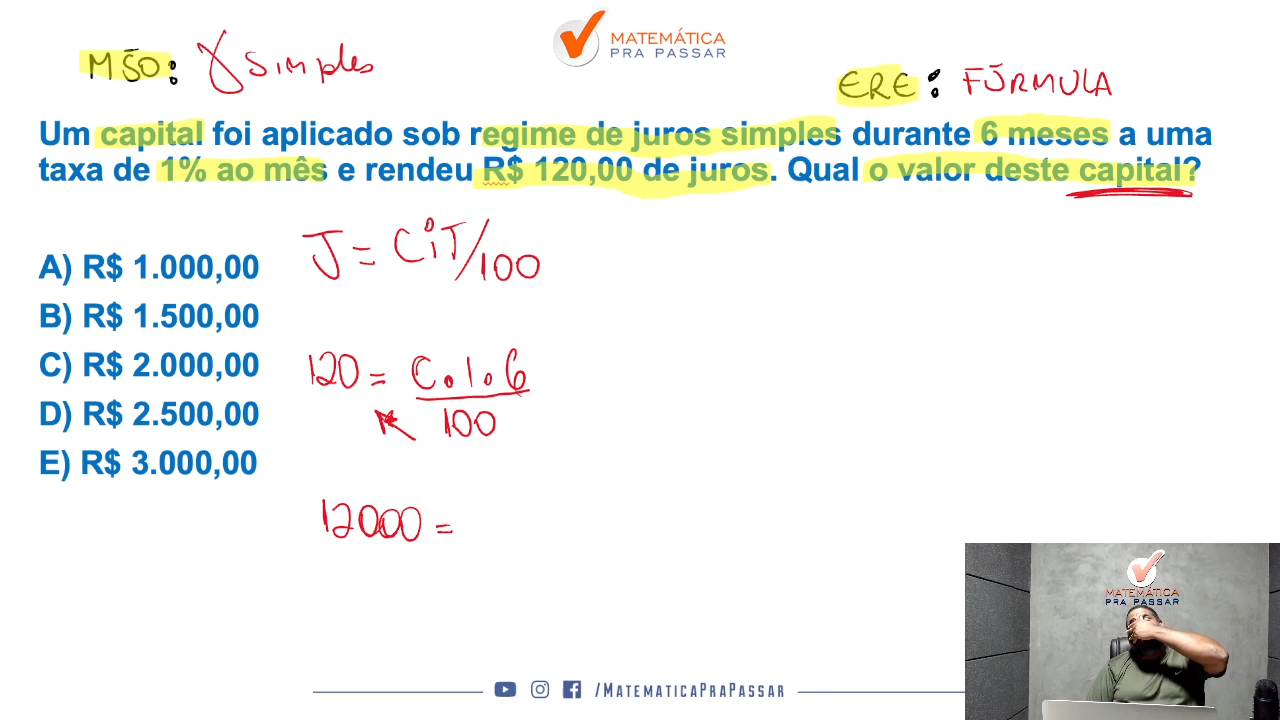 MATEMÁTICA
PRA PASSAR
MSO: J simples
ERE: FÓRMULA
Um capital foi aplicado sob regime de juros simples durante 6 meses a uma
taxa de 1% ao mês e rendeu R$ 120,00 de juros. Qual o valor deste capital?
J = CiT/100
A) R$ 1.000,00
B) R$ 1.500,00
C) R$ 2.000,00
D) R$ 2.500,00
E) R$ 3.000,00
120 = C.1.6
100
12000 =
MATEMÁTICA
PRA PASSAR
/MATEMATICAPRAPASSAR